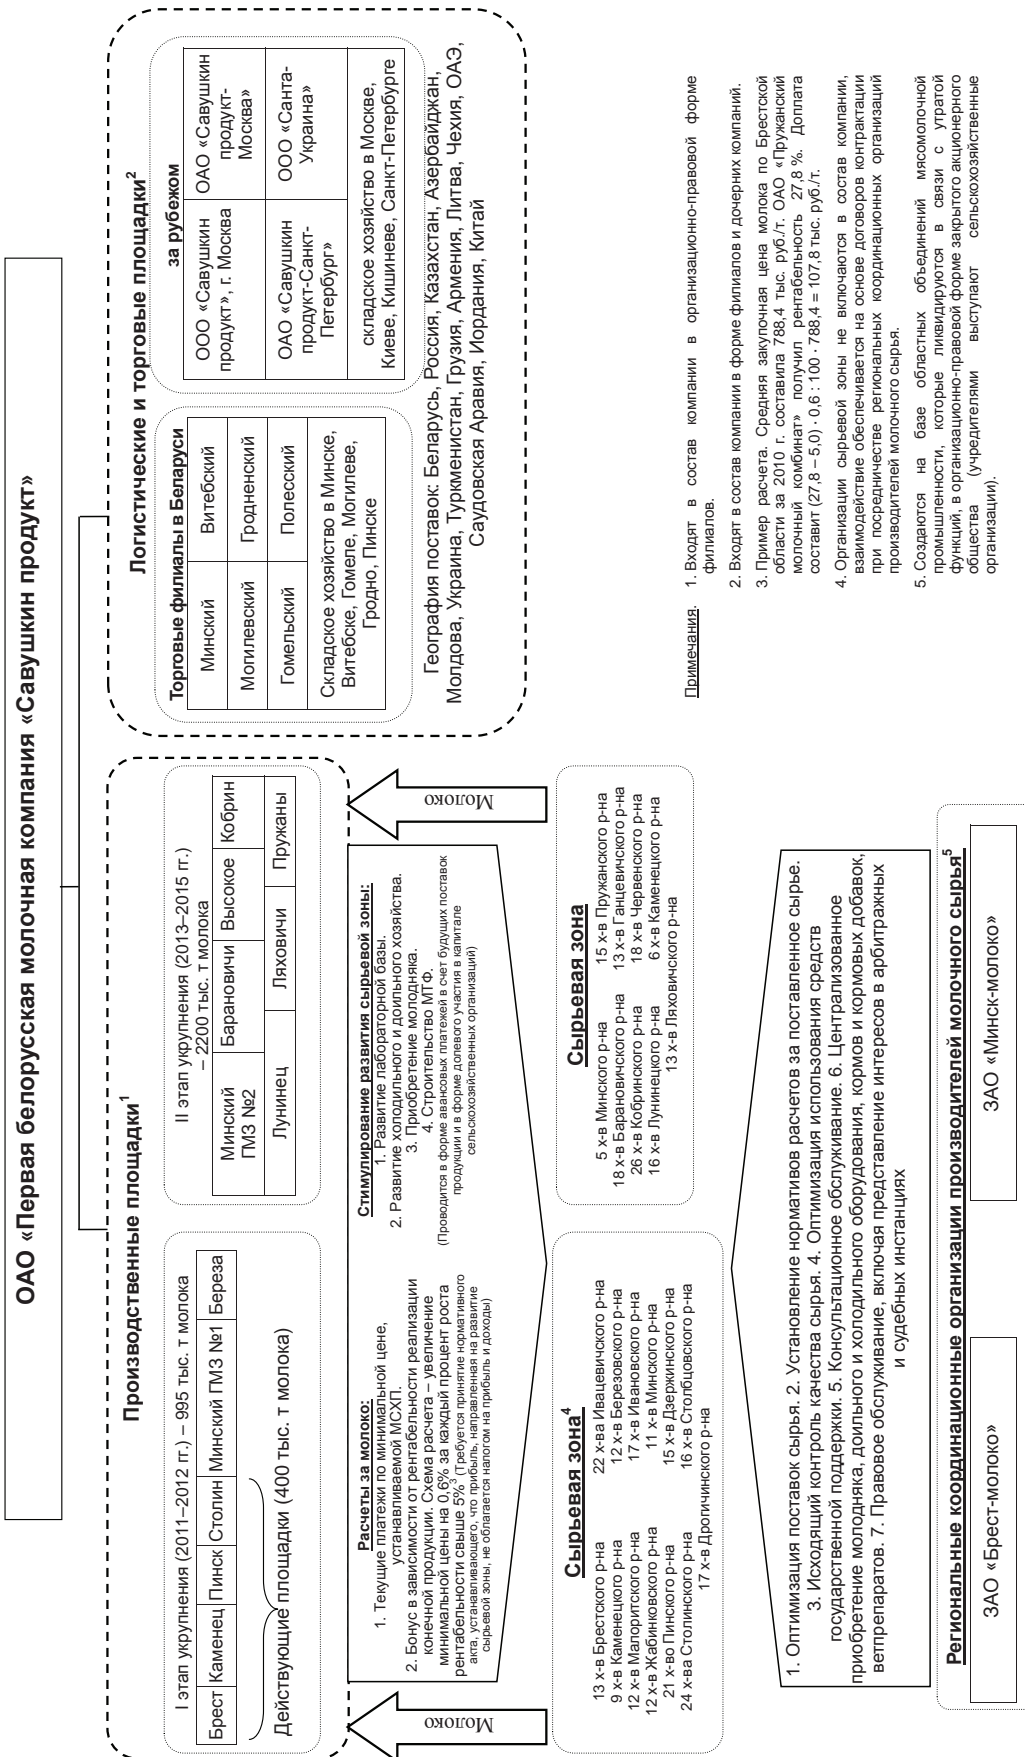 ОАО «Первая белорусская молочная компания «Савушкин продукт»
Производственные площадки1
I этап укрупнения (2011–2012 гг.) – 995 тыс. т молока
Брест Каменец Пинск Столин Минский ГМЗ №1 Береза
Действующие площадки (400 тыс. т молока)
II этап укрупнения (2013–2015 гг.)
– 2200 тыс. т молока
Минский
ГМЗ №2
Барановичи
Высокое
Кобрин
Лунинец
Ляховичи
Пружаны
Логистические и торговые площадки2
Торговые филиалы в Беларуси
Минский
Витебский
Могилевский
Гродненский
Гомельский
Полесский
Складское хозяйство в Минске,
Витебске, Гомеле, Могилеве,
Гродно, Пинске
за рубежом
ООО «Савушкин
продукт», г. Москва
ОАО «Савушкин
продукт-
Москва»
ОАО «Савушкин
продукт-Санкт-
Петербург»
ООО «Санта-
Украина»
складское хозяйство в Москве,
Киеве, Кишиневе, Санкт-Петербурге
География поставок: Беларусь, Россия, Казахстан, Азербайджан,
Молдова, Украина, Туркменистан, Грузия, Армения, Литва, Чехия, ОАЭ,
Саудовская Аравия, Иордания, Китай
Расчеты за молоко:
1. Текущие платежи по минимальной цене,
устанавливаемой МСХП.
2. Бонус в зависимости от рентабельности реализации
конечной продукции. Схема расчета – увеличение
минимальной цены на 0,6% за каждый процент роста
рентабельности свыше 5%3 (Требуется принятие нормативного
акта, устанавливающего, что прибыль, направленная на развитие
сырьевой зоны, не облагается налогом на прибыль и доходы)
Стимулирование развития сырьевой зоны:
1. Развитие лабораторной базы.
2. Развитие холодильного и доильного хозяйства.
3. Приобретение молодняка.
4. Строительство МТФ.
(Проводится в форме авансовых платежей в счет будущих поставок
продукции и в форме долевого участия в капитале
сельскохозяйственных организаций)
Молоко
Молоко
Сырьевая зона4
13 х-в Брестского р-на
22 х-ва Ивацевичского р-на
9 х-в Каменецкого р-на
12 х-в Березовского р-на
12 х-в Малоритского р-на
17 х-в Ивановского р-на
12 х-в Жабинковского р-на
11 х-в Минского р-на
21 х-во Пинского р-на
15 х-в Дзержинского р-на
24 х-ва Столинского р-на
16 х-в Столбцовского р-на
17 х-в Дрогичинского р-на
Сырьевая зона
5 х-в Минского р-на
15 х-в Пружанского р-на
18 х-в Барановичского р-на
13 х-в Ганцевичского р-на
26 х-в Кобринского р-на
18 х-в Червенского р-на
16 х-в Лунинецкого р-на
6 х-в Каменецкого р-на
13 х-в Ляховичского р-на
1. Оптимизация поставок сырья. 2. Установление нормативов расчетов за поставленное сырье.
3. Исходящий контроль качества сырья. 4. Оптимизация использования средств
государственной поддержки. 5. Консультационное обслуживание. 6. Централизованное
приобретение молодняка, доильного и холодильного оборудования, кормов и кормовых добавок,
ветпрепаратов. 7. Правовое обслуживание, включая представление интересов в арбитражных
и судебных инстанциях
Региональные координационные организации производителей молочного сырья5
ЗАО «Брест-молоко»
ЗАО «Минск-молоко»
Примечания.
1. Входят в состав компании в организационно-правовой форме
филиалов.
2. Входят в состав компании в форме филиалов и дочерних компаний.
3. Пример расчета. Средняя закупочная цена молока по Брестской
области за 2010 г. составила 788,4 тыс. руб./т. ОАО «Пружанский
молочный комбинат» получил рентабельность 27,8 %. Доплата
составит (27,8 – 5,0) · 0,6 : 100 · 788,4 = 107,8 тыс. руб./т.
4. Организации сырьевой зоны не включаются в состав компании,
взаимодействие обеспечивается на основе договоров контрактации
при посредничестве региональных координационных организаций
производителей молочного сырья.
5. Создаются на базе областных объединений мясомолочной
промышленности, которые ликвидируются в связи с утратой
функций, в организационно-правовой форме закрытого акционерного
общества (учредителями выступают сельскохозяйственные
организации).